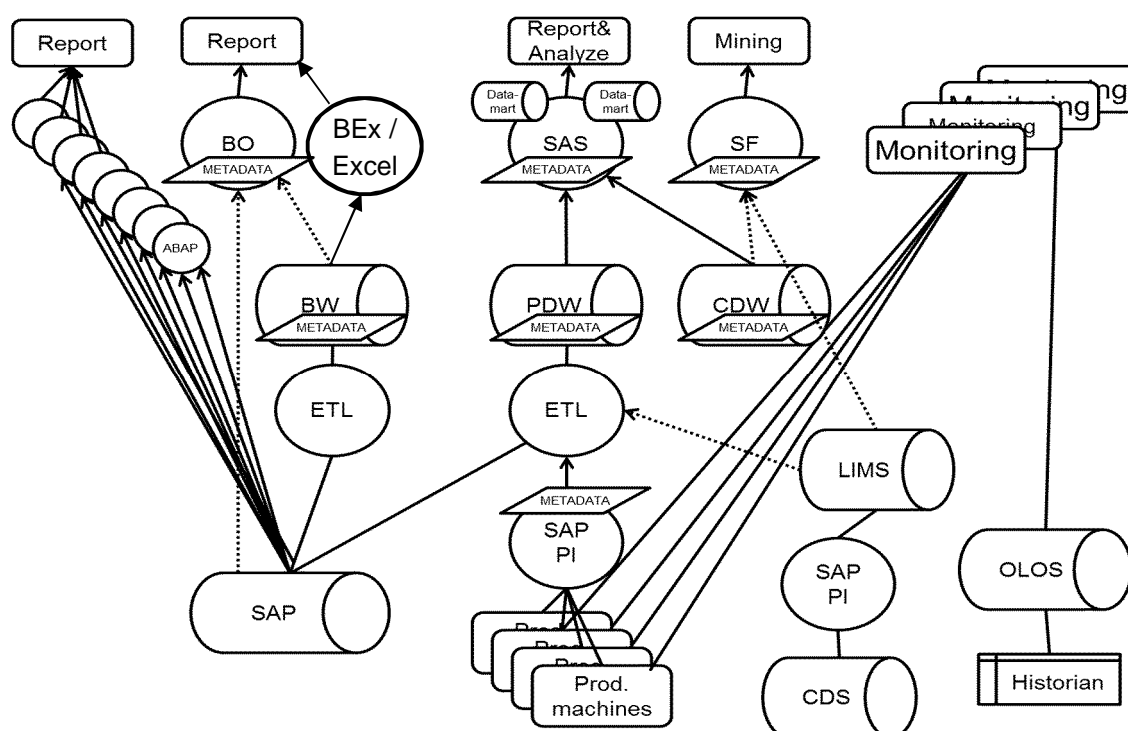 Report
Report
Report&
Analyze
Mining
Monitoring
Monitoring
Monitoring
Monitoring
Data-
mart
Data-
mart
BO
BEx /
Excel
SAS
SF
METADATA
METADATA
METADATA
ABAP
BW
PDW
CDW
METADATA
METADATA
METADATA
ETL
ETL
LIMS
METADATA
SAP
PI
SAP
PI
OLOS
SAP
Prod.
machines
CDS
Historian